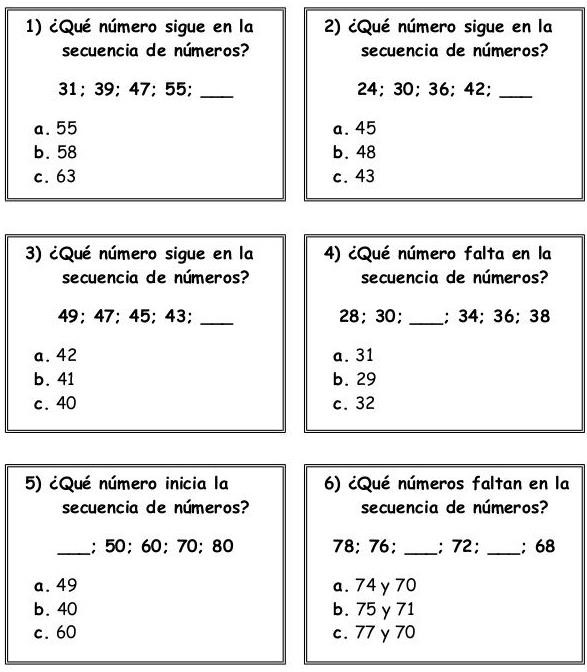 1) ¿Qué número sigue en la
secuencia de números?
31; 39; 47; 55; ___
a. 55
b. 58
c. 63
2) ¿Qué número sigue en la
secuencia de números?
24; 30; 36; 42; ___
a. 45
b. 48
c. 43
3) ¿Qué número sigue en la
secuencia de números?
49; 47; 45; 43; ___
a. 42
b. 41
c. 40
4) ¿Qué número falta en la
secuencia de números?
28; 30; ___; 34; 36; 38
a. 31
b. 29
c. 32
5) ¿Qué número inicia la
secuencia de números?
___; 50; 60; 70; 80
a. 49
b. 40
c. 60
6) ¿Qué números faltan en la
secuencia de números?
78; 76; ___; 72; ___; 68
a. 74 y 70
b. 75 y 71
c. 77 y 70